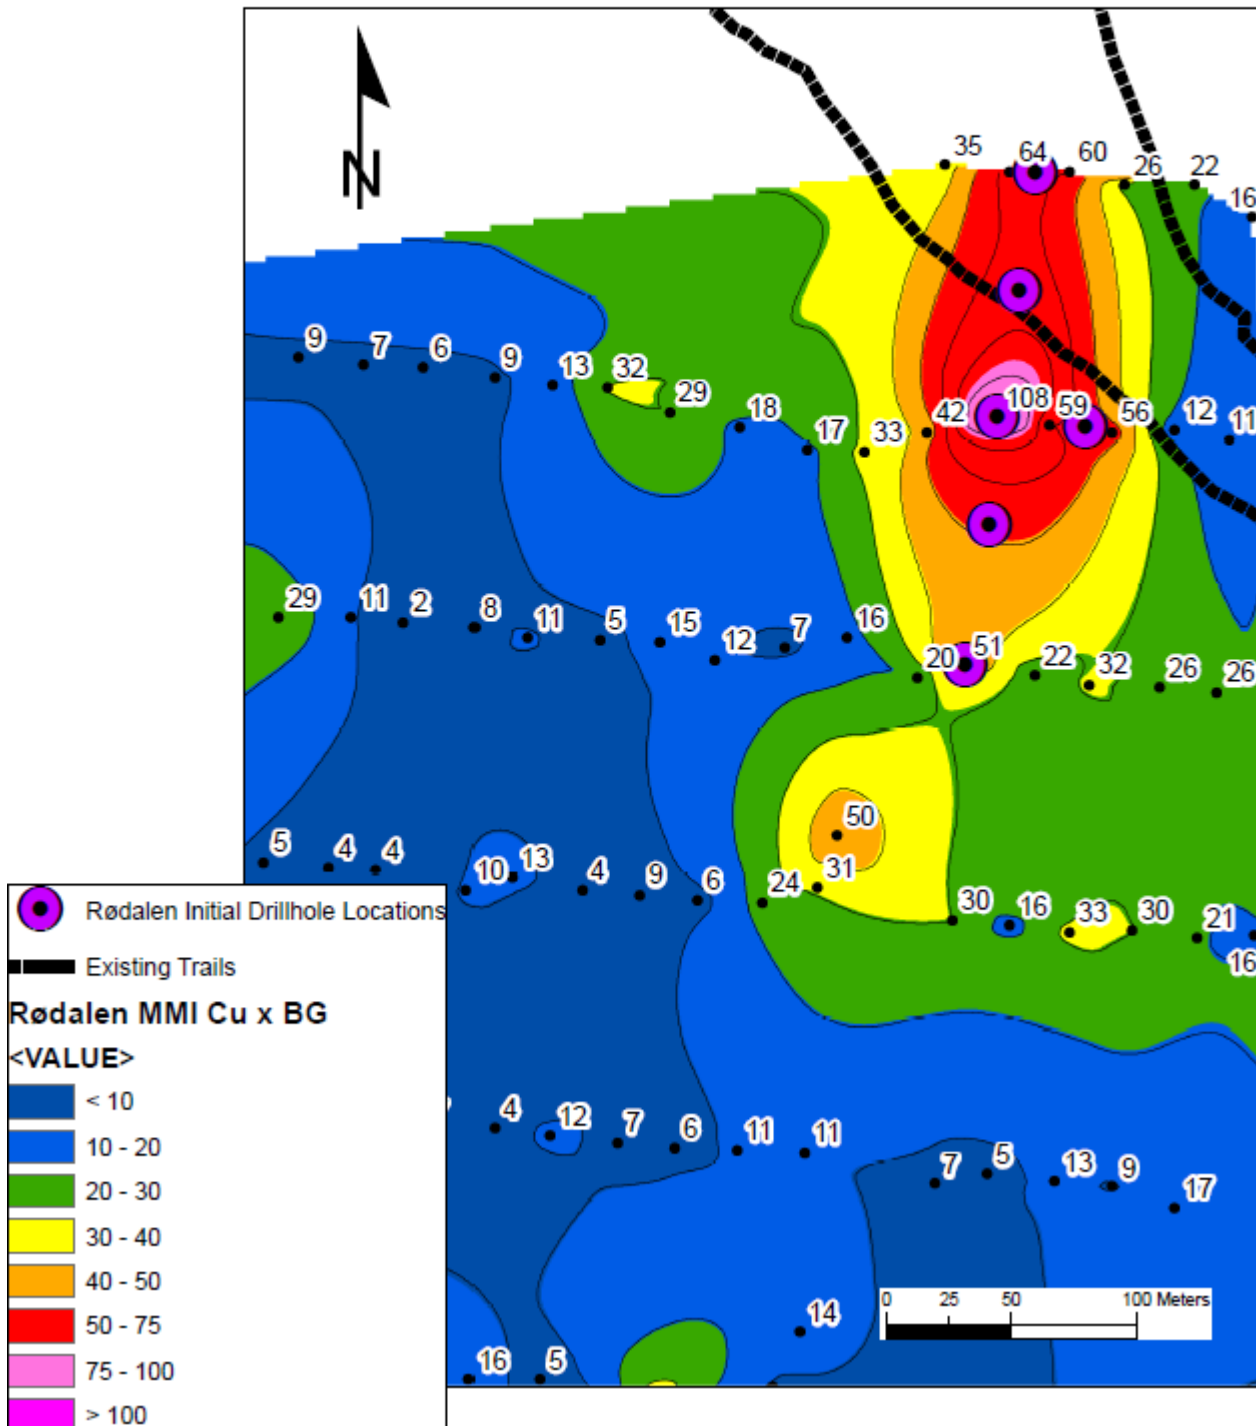 N
35 64 60 26 22
16
9 7 6 9 13 32 29 18 17 33 42 108 59 56 12 11
29 11 2 8 11 5 15 12 7 16 20 51 22 32 26 26
50
5 4 4 10 13 4 9 6 24 31 30 16 33 30 21 16
4 12 7 6 11 11 7 5 13 9 17
14
16 5
0 25 50 100 Meters
Rødalen Initial Drillhole Locations
Existing Trails
Rødalen MMI Cu x BG
<VALUE>
< 10
10 - 20
20 - 30
30 - 40
40 - 50
50 - 75
75 - 100
> 100